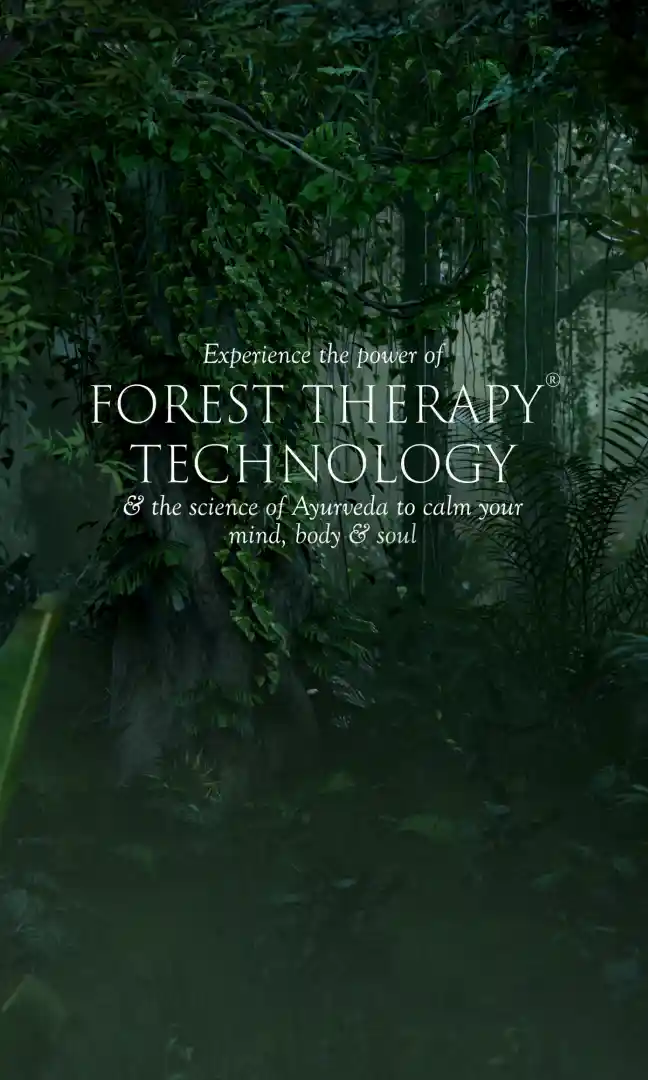 Experience the power of
FOREST THERAPY®
TECHNOLOGY
& the science of Ayurveda to calm your
mind, body & soul